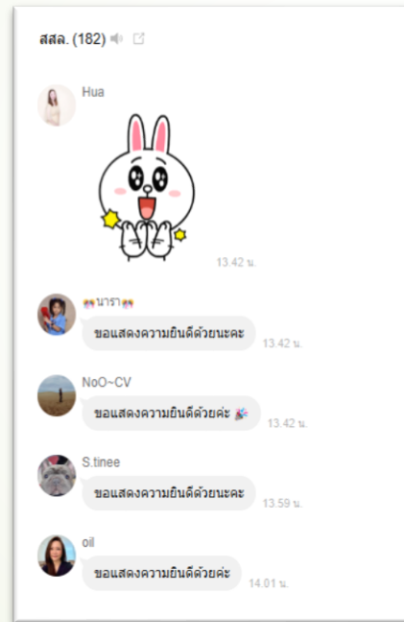 สสล. (182)
Hua
13.42 น.
🎊นารา🎊
ขอแสดงความยินดีด้วยนะคะ
13.42 น.
NoO~CV
ขอแสดงความยินดีด้วยค่ะ 🎉
13.42 น.
S.tinee
ขอแสดงความยินดีด้วยนะคะ
13.59 น.
oil
ขอแสดงความยินดีด้วยค่ะ
14.01 น.